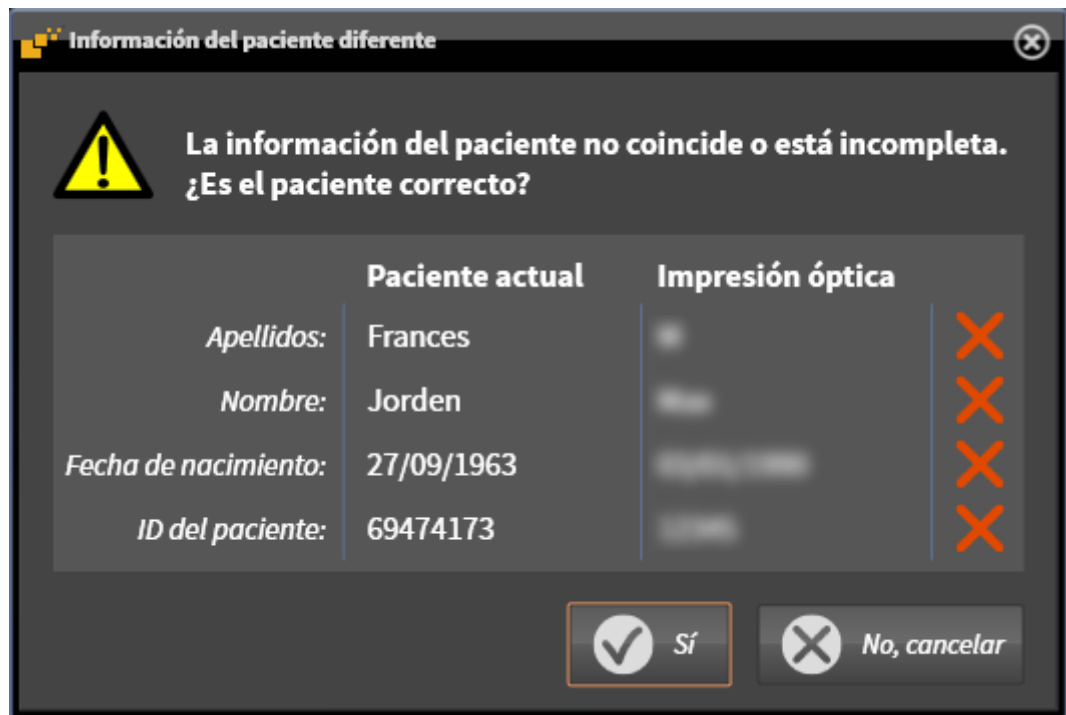 Información del paciente diferente
La información del paciente no coincide o está incompleta.
¿Es el paciente correcto?
Paciente actual Impresión óptica
Apellidos: Frances
Nombre: Jorden
Fecha de nacimiento: 27/09/1963
ID del paciente: 69474173
Sí No, cancelar